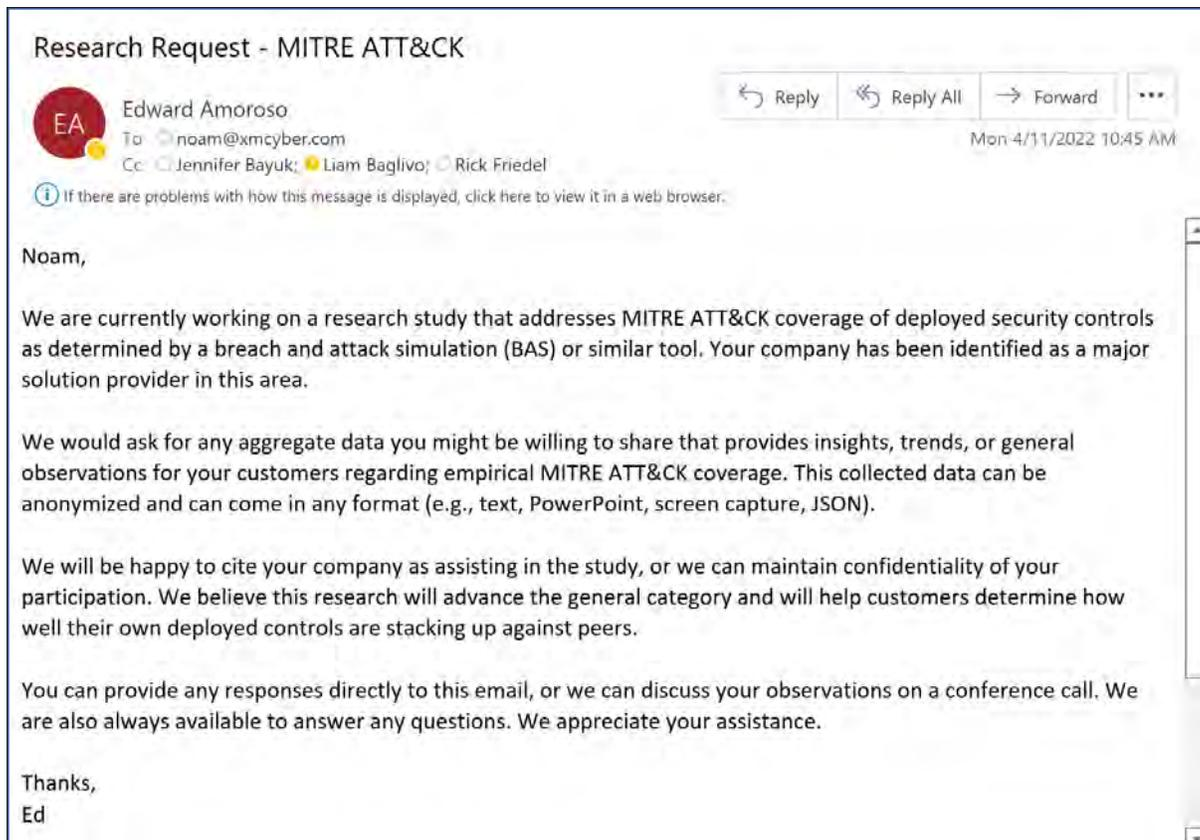 Research Request - MITRE ATT&CK
EA
Edward Amoroso
Reply
Reply All
Forward
To noam@xmcyber.com
Mon 4/11/2022 10:45 AM
Cc Jennifer Bayuk; Liam Baglivo; Rick Friedel
If there are problems with how this message is displayed, click here to view it in a web browser.
Noam,
We are currently working on a research study that addresses MITRE ATT&CK coverage of deployed security controls
as determined by a breach and attack simulation (BAS) or similar tool. Your company has been identified as a major
solution provider in this area.
We would ask for any aggregate data you might be willing to share that provides insights, trends, or general
observations for your customers regarding empirical MITRE ATT&CK coverage. This collected data can be
anonymized and can come in any format (e.g., text, PowerPoint, screen capture, JSON).
We will be happy to cite your company as assisting in the study, or we can maintain confidentiality of your
participation. We believe this research will advance the general category and will help customers determine how
well their own deployed controls are stacking up against peers.
You can provide any responses directly to this email, or we can discuss your observations on a conference call. We
are also always available to answer any questions. We appreciate your assistance.
Thanks,
Ed